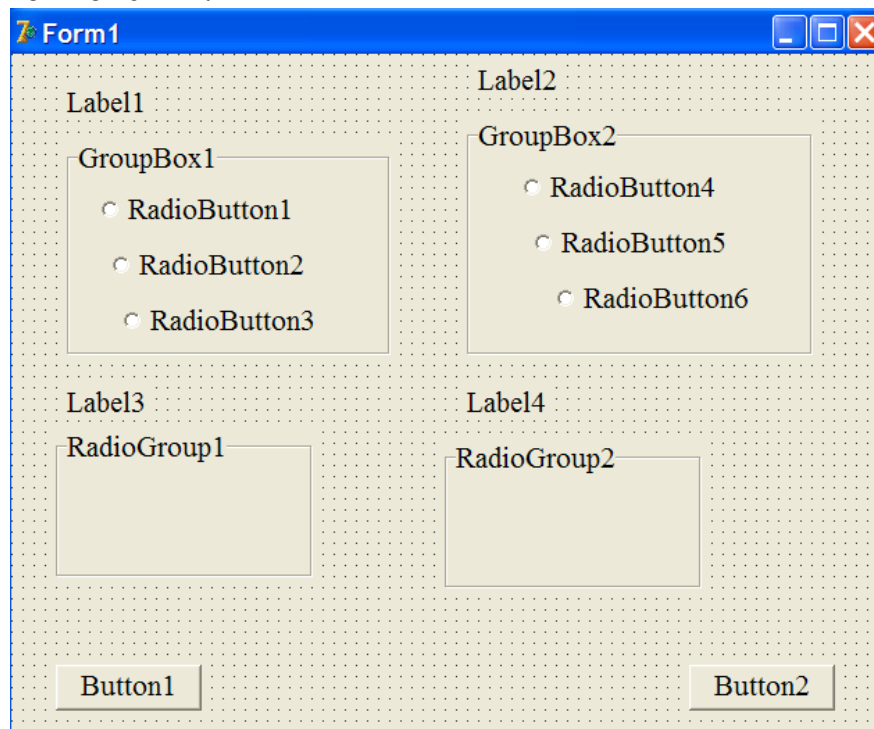 Form1
Label1
Label2
GroupBox1
RadioButton1
RadioButton2
RadioButton3
GroupBox2
RadioButton4
RadioButton5
RadioButton6
Label3
Label4
RadioGroup1
RadioGroup2
Button1
Button2